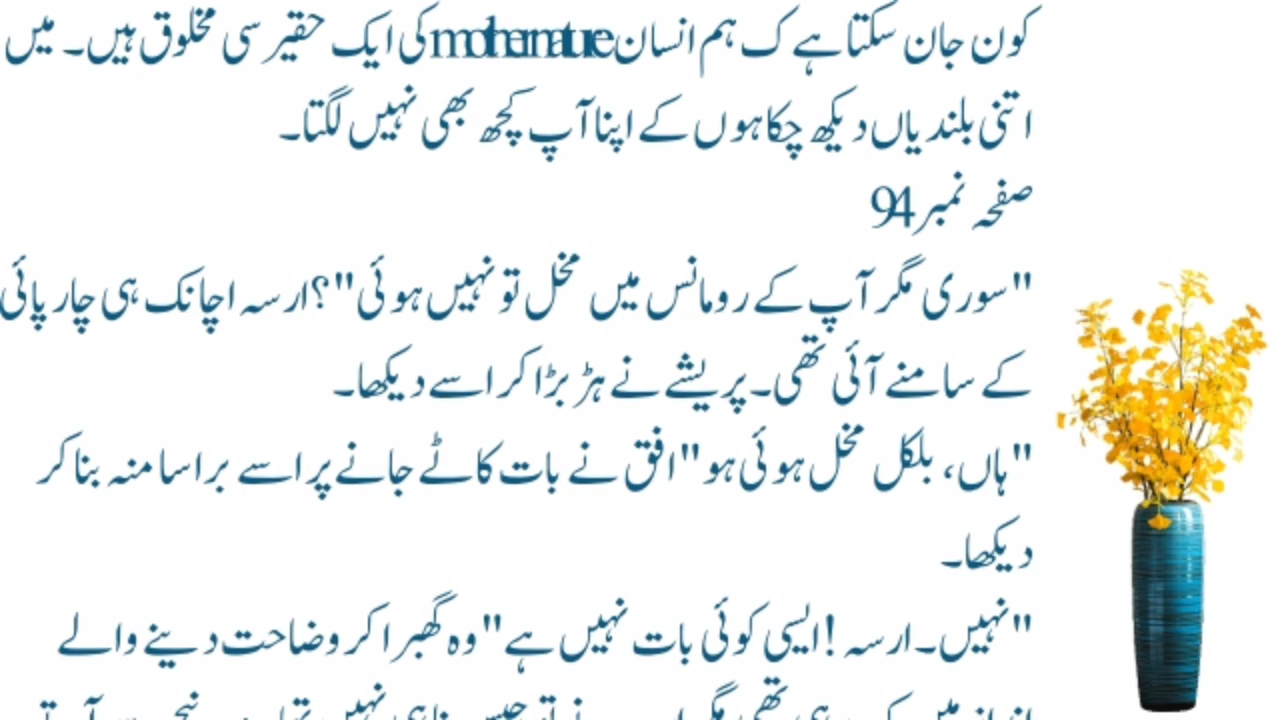 کون جان سکتا ہے ک ہم انسان mothernature کی ایک حقیر سی مخلوق ہیں۔ میں
اتنی بلندیاں دیکھ چکا ہوں کے اپنا آپ کچھ بھی نہیں لگتا۔
صفحہ نمبر 94
"سوری مگر آپ کے رومانس میں مخل تو نہیں ہوئی"؟ ارسہ اچانک ہی چارپائی
کے سامنے آئی تھی۔ پریشے نے ہڑبڑا کر اسے دیکھا۔
"ہاں، بلکل مخل ہوئی ہو" افق نے بات کاٹے جانے پر اسے برا سا منہ بنا کر
دیکھا۔
"نہیں۔ ارسہ! ایسی کوئی بات نہیں ہے" وہ گھبرا کر وضاحت دینے والے